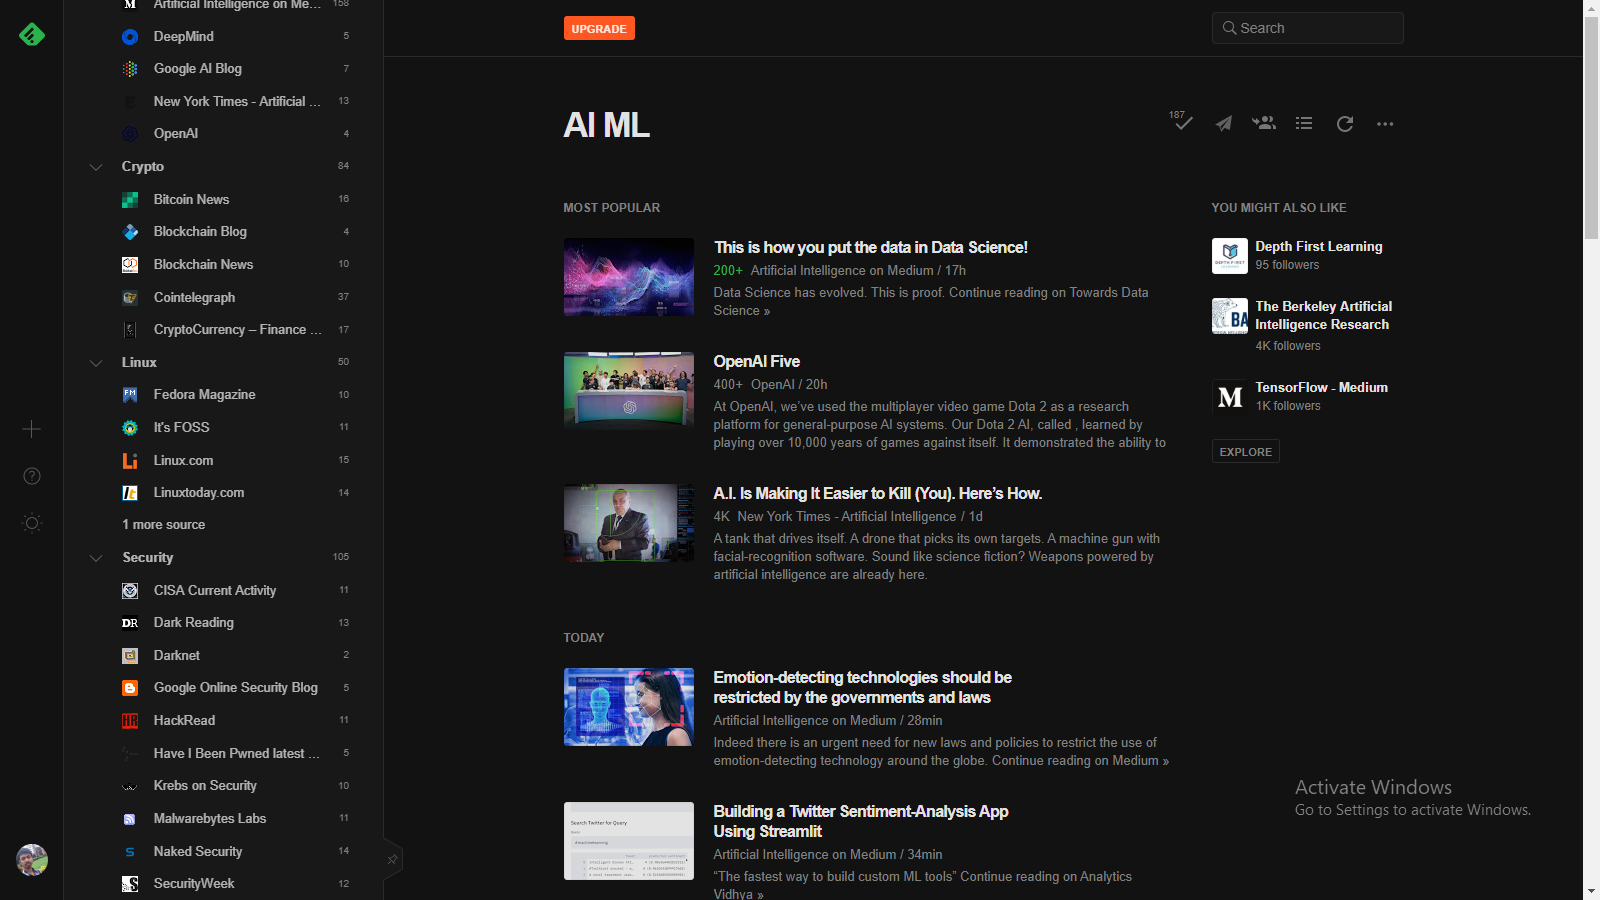 Artificial Intelligence on Me... 158
DeepMind 5
Google AI Blog 7
New York Times - Artificial ... 13
OpenAI 4
Crypto 84
Bitcoin News 16
Blockchain Blog 4
Blockchain News 10
Cointelegraph 37
CryptoCurrency – Finance ... 17
Linux 50
Fedora Magazine 10
It's FOSS 11
Linux.com 15
Linuxtoday.com 14
1 more source
Security 105
CISA Current Activity 11
Dark Reading 13
Darknet 2
Google Online Security Blog 5
HackRead 11
Have I Been Pwned latest ... 5
Krebs on Security 10
Malwarebytes Labs 11
Naked Security 14
SecurityWeek 12
UPGRADE
Search
AI ML
187
MOST POPULAR
This is how you put the data in Data Science!
200+ Artificial Intelligence on Medium / 17h
Data Science has evolved. This is proof. Continue reading on Towards Data
Science »
OpenAI Five
400+ OpenAI / 20h
At OpenAI, we've used the multiplayer video game Dota 2 as a research
platform for general-purpose AI systems. Our Dota 2 AI, called , learned by
playing over 10,000 years of games against itself. It demonstrated the ability to
A.I. Is Making It Easier to Kill (You). Here's How.
4K New York Times - Artificial Intelligence / 1d
A tank that drives itself. A drone that picks its own targets. A machine gun with
facial-recognition software. Sound like science fiction? Weapons powered by
artificial intelligence are already here.
TODAY
Emotion-detecting technologies should be
restricted by the governments and laws
Artificial Intelligence on Medium / 28min
Indeed there is an urgent need for new laws and policies to restrict the use of
emotion-detecting technology around the globe. Continue reading on Medium »
Search Twitter for Query
Building a Twitter Sentiment-Analysis App
Using Streamlit
Artificial Intelligence on Medium / 34min
“The fastest way to build custom ML tools” Continue reading on Analytics
Vidhya »
YOU MIGHT ALSO LIKE
DEPTH FIRST
Depth First Learning
95 followers
BA
The Berkeley Artificial
Intelligence Research
4K followers
M
TensorFlow - Medium
1K followers
EXPLORE
Activate Windows
Go to Settings to activate Windows.